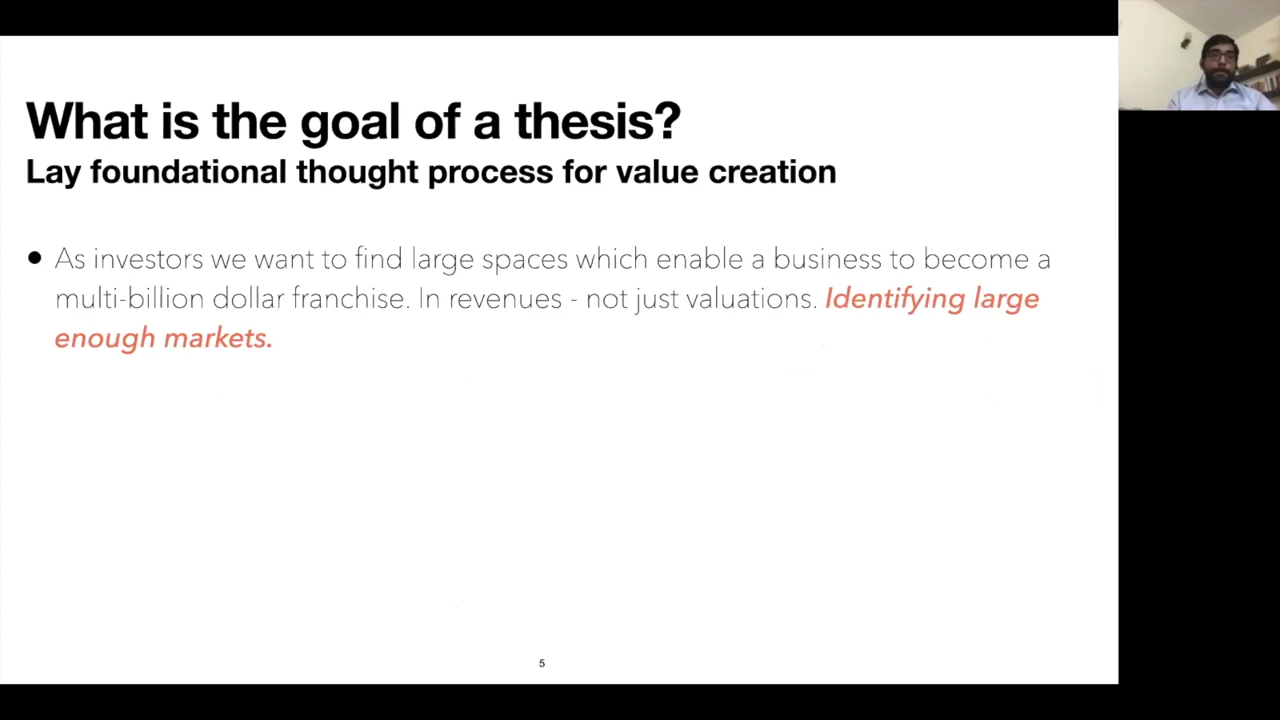 What is the goal of a thesis?
Lay foundational thought process for value creation
• As investors we want to find large spaces which enable a business to become a
multi-billion dollar franchise. In revenues - not just valuations. Identifying large
enough markets.
5